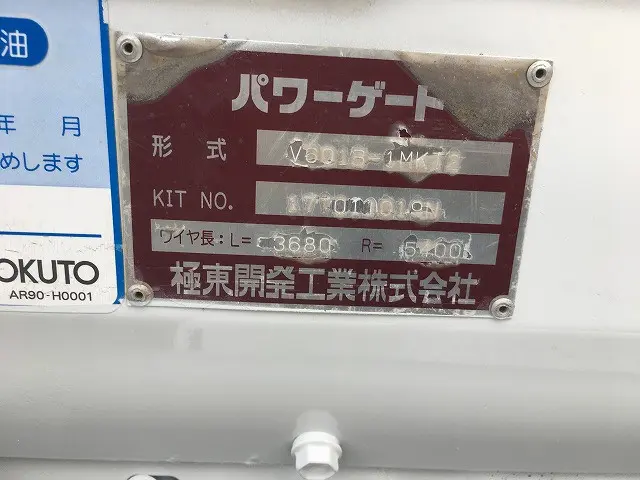 油
年 月
めします
OKUTO
AR90-H0001
パワーゲート
形式
KIT NO.
ワイヤ長:L= 3680 R=
極東開発工業株式会社